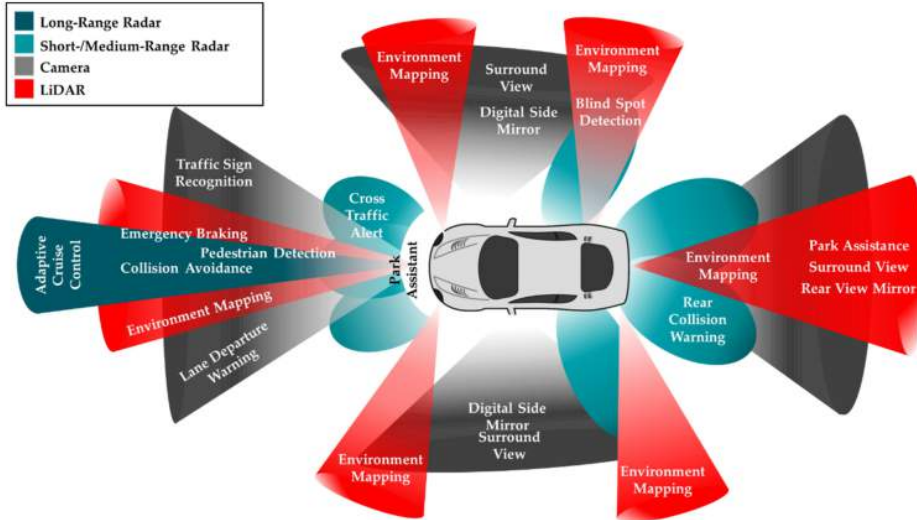 Long-Range Radar
Short-/Medium-Range Radar
Camera
LiDAR
Environment
Mapping
Surround
View
Digital Side
Mirror
Environment
Mapping
Blind Spot
Detection
Traffic Sign
Recognition
Cross
Traffic
Alert
Adaptive
Cruise
Control
Emergency Braking
Pedestrian Detection
Collision Avoidance
Environment Mapping
Lane Departure
Warning
Park
Assistant
Environment
Mapping
Park Assistance
Surround View
Rear View Mirror
Rear
Collision
Warning
Digital Side
Mirror
Surround
View
Environment
Mapping
Environment
Mapping